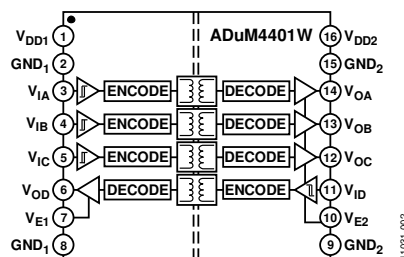 ADuM4401W
VDD1 1 16 VDD2
GND1 2 15 GND2
VIA 3 ENCODE DECODE 14 VOA
VIB 4 ENCODE DECODE 13 VOB
VIC 5 ENCODE DECODE 12 VOC
VOD 6 DECODE ENCODE 11 VID
VE1 7 10 VE2
GND1 8 9 GND2